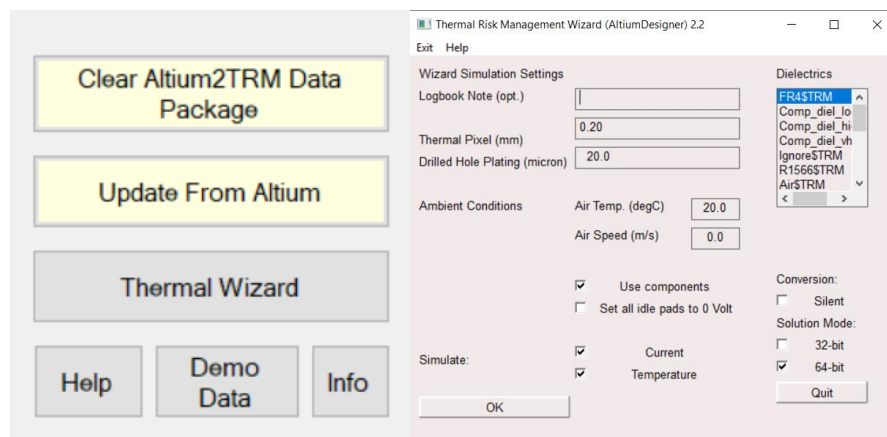 Clear Altium2TRM Data
Package
Update From Altium
Thermal Wizard
Help
Demo
Data
Info
Thermal Risk Management Wizard (AltiumDesigner) 2.2
Exit Help
Wizard Simulation Settings
Logbook Note (opt.)
Thermal Pixel (mm)
0.20
Drilled Hole Plating (micron)
20.0
Ambient Conditions
Air Temp. (degC)
20.0
Air Speed (m/s)
0.0
Use components
Set all idle pads to 0 Volt
Simulate:
Current
Temperature
OK
Dielectrics
FR4$TRM
Comp_diel_lo
Comp_diel_hi
Comp_diel_vh
Ignore$TRM
R1566$TRM
Air$TRM
Conversion:
Silent
Solution Mode:
32-bit
64-bit
Quit